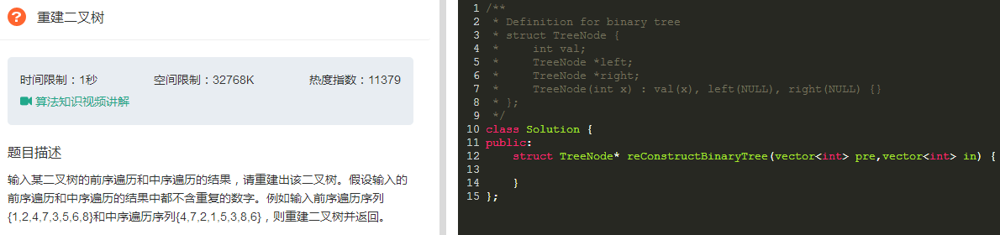 ? 重建二叉树
时间限制：1秒 空间限制：32768K 热度指数：11379
算法知识视频讲解
题目描述
输入某二叉树的前序遍历和中序遍历的结果，请重建出该二叉树。假设输入的
前序遍历和中序遍历的结果中都不含重复的数字。例如输入前序遍历序列
{1,2,4,7,3,5,6,8}和中序遍历序列{4,7,2,1,5,3,8,6}，则重建二叉树并返回。
1 /**
2  * Definition for binary tree
3  * struct TreeNode {
4  *     int val;
5  *     TreeNode *left;
6  *     TreeNode *right;
7  *     TreeNode(int x) : val(x), left(NULL), right(NULL) {}
8  * };
9  */
10 class Solution {
11 public:
12     struct TreeNode* reConstructBinaryTree(vector<int> pre,vector<int> in) {
13
14     }
15 };